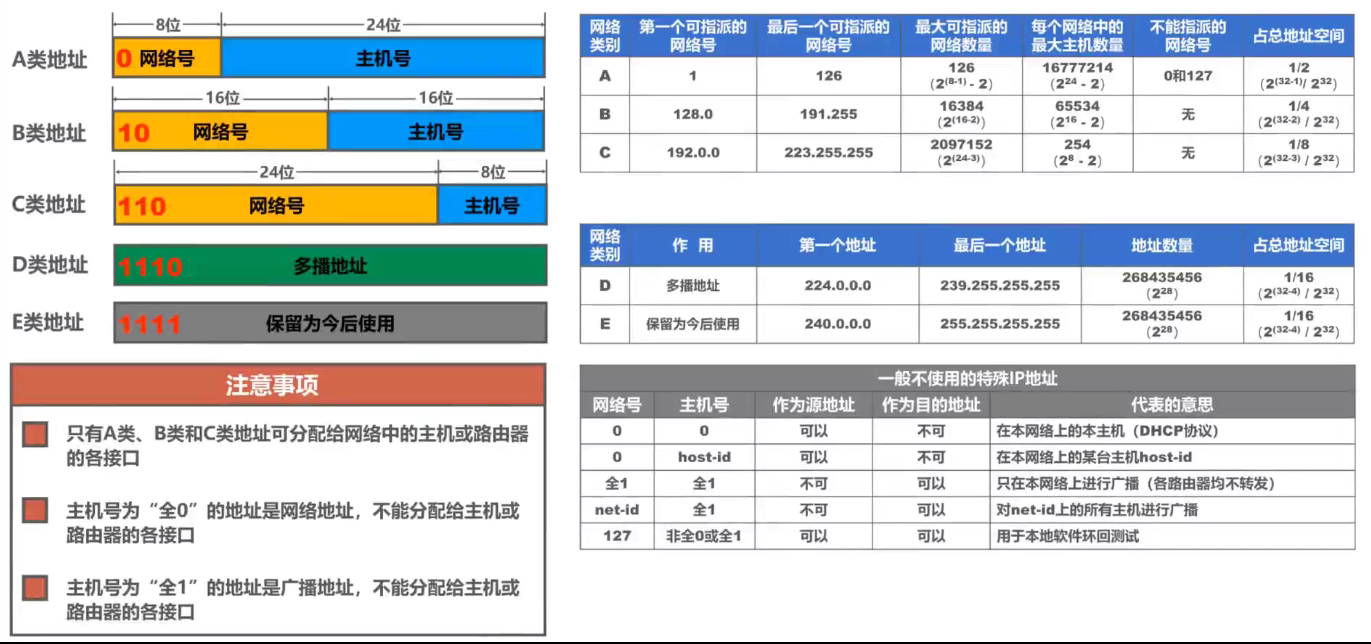 8位 24位
A类地址 0 网络号 主机号
16位 16位
B类地址 10 网络号 主机号
24位 8位
C类地址 110 网络号 主机号
D类地址 1110 多播地址
E类地址 1111 保留为今后使用
注意事项
只有A类、B类和C类地址可分配给网络中的主机或路由器
的各接口
主机号为“全0”的地址是网络地址，不能分配给主机或
路由器的各接口
主机号为“全1”的地址是广播地址，不能分配给主机或
路由器的各接口
网络类别 第一个可指派的网络号 最后一个可指派的网络号 最大可指派的网络数量 每个网络中的最大主机数量 不能指派的网络号 占总地址空间
A 1 126 126 (2^(8-1) - 2) 16777214 (2^24 - 2) 0和127 1/2 (2^(32-1)/ 2^32)
B 128.0 191.255 16384 (2^(16-2)) 65534 (2^16 - 2) 无 1/4 (2^(32-2) / 2^32)
C 192.0.0 223.255.255 2097152 (2^(24-3)) 254 (2^8 - 2) 无 1/8 (2^(32-3) / 2^32)
网络类别 作 用 第一个地址 最后一个地址 地址数量 占总地址空间
D 多播地址 224.0.0.0 239.255.255.255 268435456 (2^28) 1/16 (2^(32-4) / 2^32)
E 保留为今后使用 240.0.0.0 255.255.255.255 268435456 (2^28) 1/16 (2^(32-4) / 2^32)
一般不使用的特殊IP地址
网络号 主机号 作为源地址 作为目的地址 代表的意思
0 0 可以 不可 在本网络上的本主机（DHCP协议）
0 host-id 可以 不可 在本网络上的某台主机host-id
全1 全1 不可 可以 只在本网络上进行广播（各路由器均不转发）
net-id 全1 不可 可以 对net-id上的所有主机进行广播
127 非全0或全1 可以 可以 用于本地软件环回测试